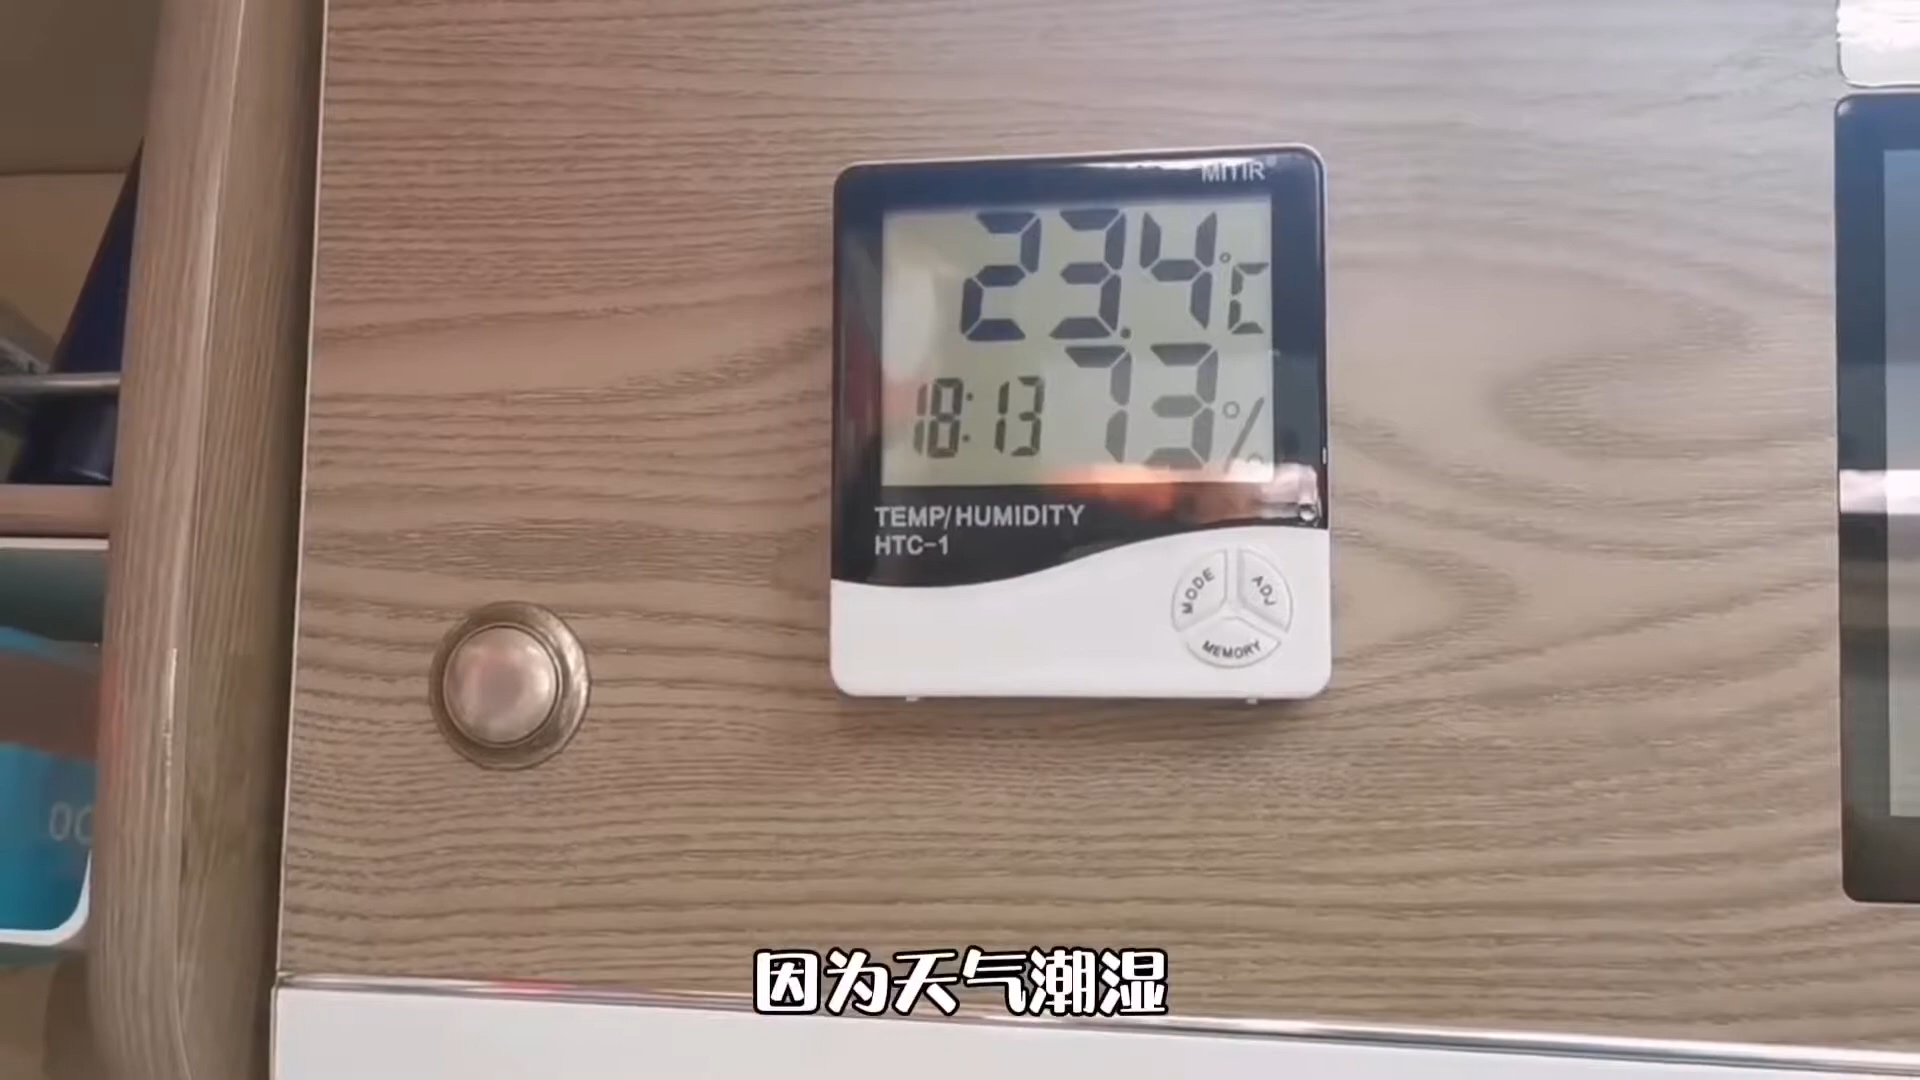 MITIR®
23.4°C
18:13 73%
TEMP/HUMIDITY
HTC-1
MODE
ADJ
MEMORY
因为天气潮湿